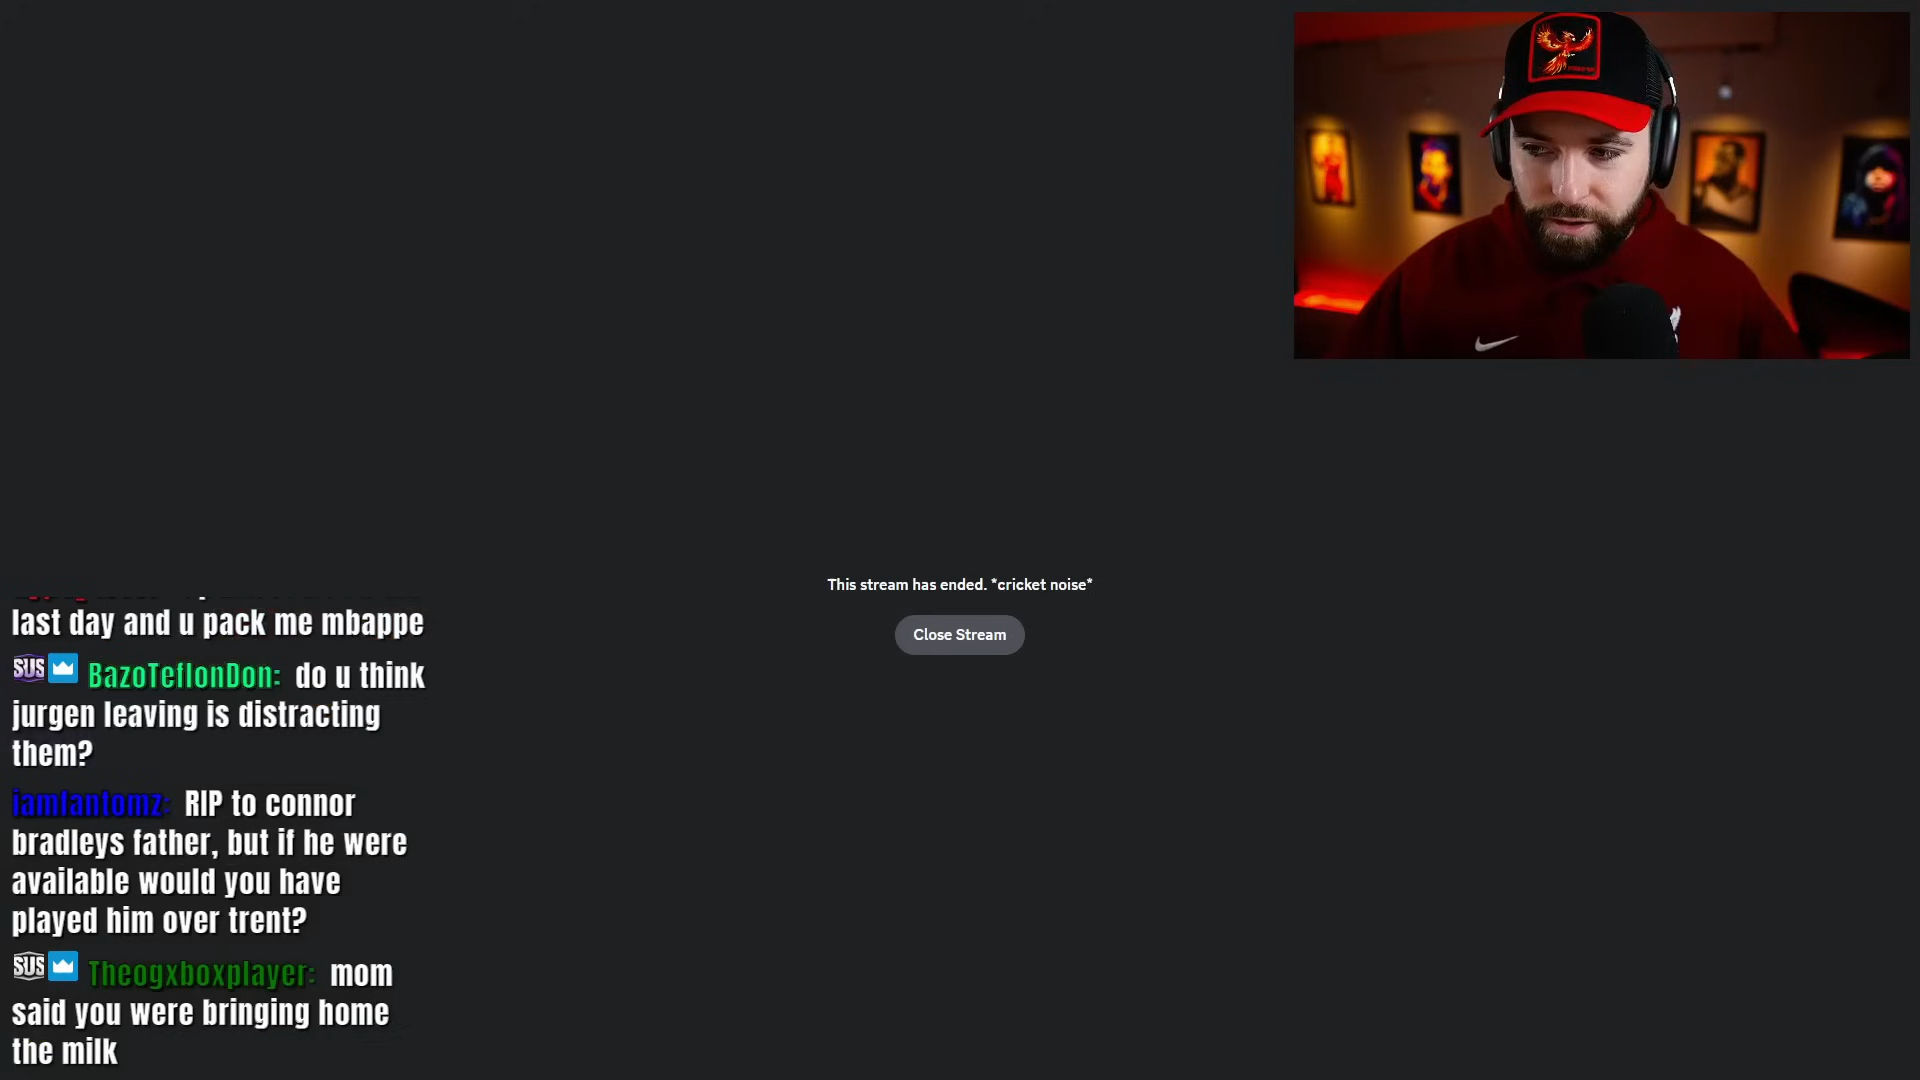 last day and u pack me mbappe
This stream has ended. *cricket noise*
Close Stream
SUS BazoTeflonDon: do u think
jurgen leaving is distracting
them?
iamfantomz: RIP to connor
bradleys father, but if he were
available would you have
played him over trent?
SUS Theogxboxplayer: mom
said you were bringing home
the milk